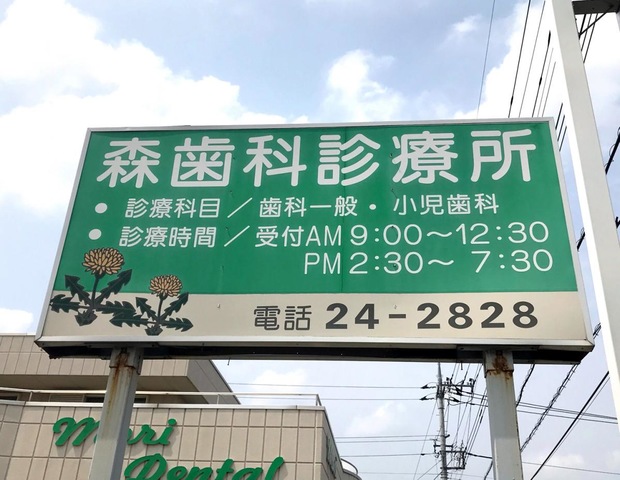 森歯科診療所
● 診療科目／歯科一般・小児歯科
● 診療時間／受付AM 9:00～12:30
PM 2:30～ 7:30
電話 24-2828
Mori
Dental